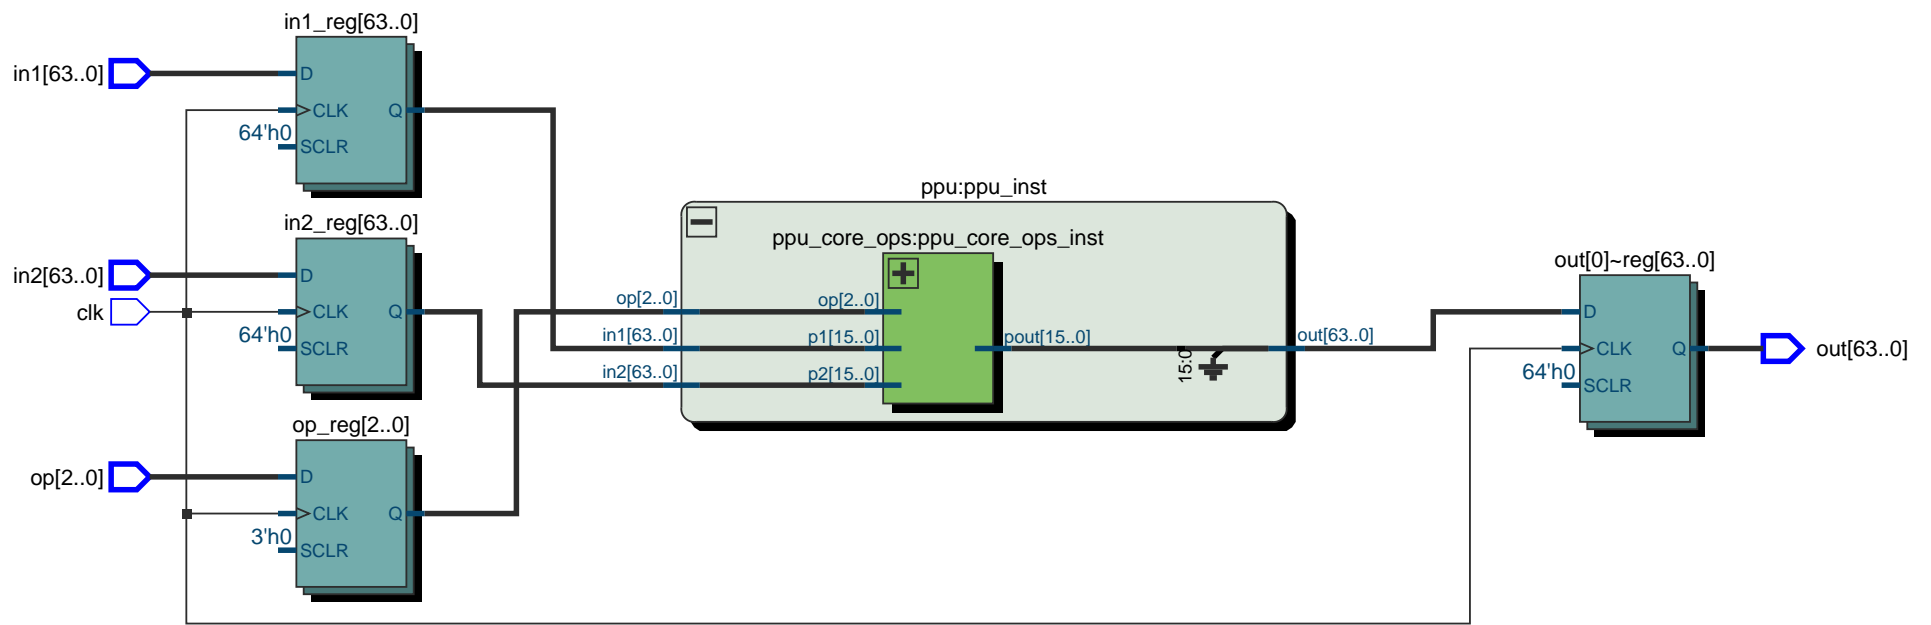 in1_reg[63..0]
in1[63..0]
D
CLK
Q
64'h0
SCLR
in2_reg[63..0]
in2[63..0]
D
clk
CLK
Q
64'h0
SCLR
op_reg[2..0]
op[2..0]
D
CLK
Q
3'h0
SCLR
ppu:ppu_inst
ppu_core_ops:ppu_core_ops_inst
op[2..0]
op[2..0]
in1[63..0]
p1[15..0]
pout[15..0]
15:0
out[63..0]
in2[63..0]
p2[15..0]
out[0]~reg[63..0]
D
CLK
Q
64'h0
SCLR
out[63..0]